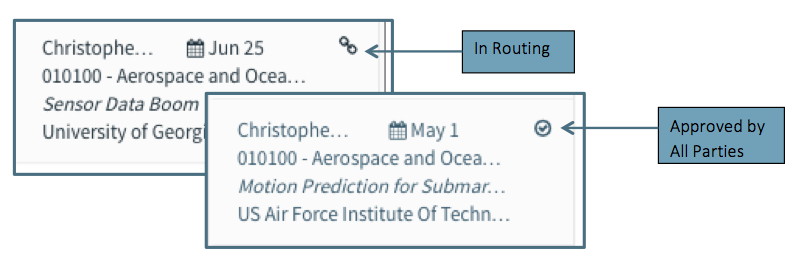 Christophe... Jun 25
010100 - Aerospace and Ocea...
Sensor Data Boom
University of Georgi
In Routing
Christophe... May 1
010100 - Aerospace and Ocea...
Motion Prediction for Submar...
US Air Force Institute Of Techn...
Approved by
All Parties